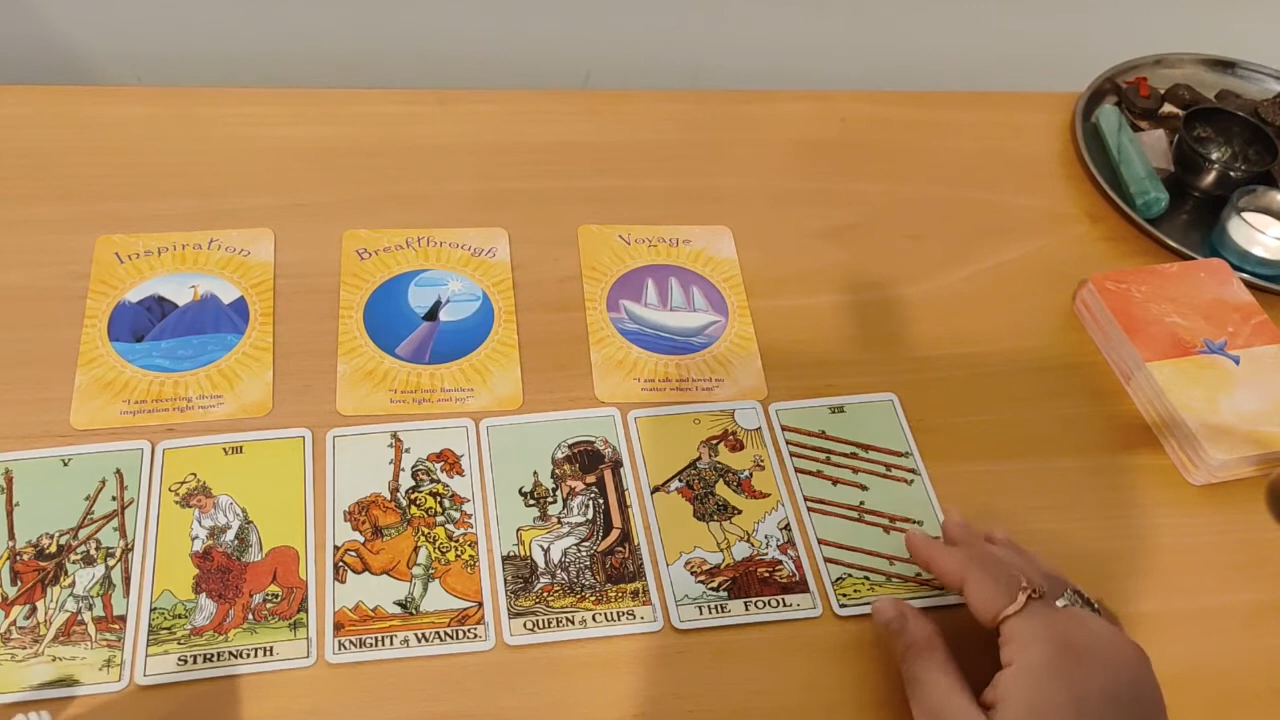 Inspiration
"I am receiving divine
inspiration right now!"
Breakthrough
"I soar into limitless
love, light, and joy!"
Voyage
"I am safe and loved no
matter where I am!"
V
VIII
STRENGTH.
KNIGHT of WANDS.
QUEEN of CUPS.
THE FOOL.
VIII